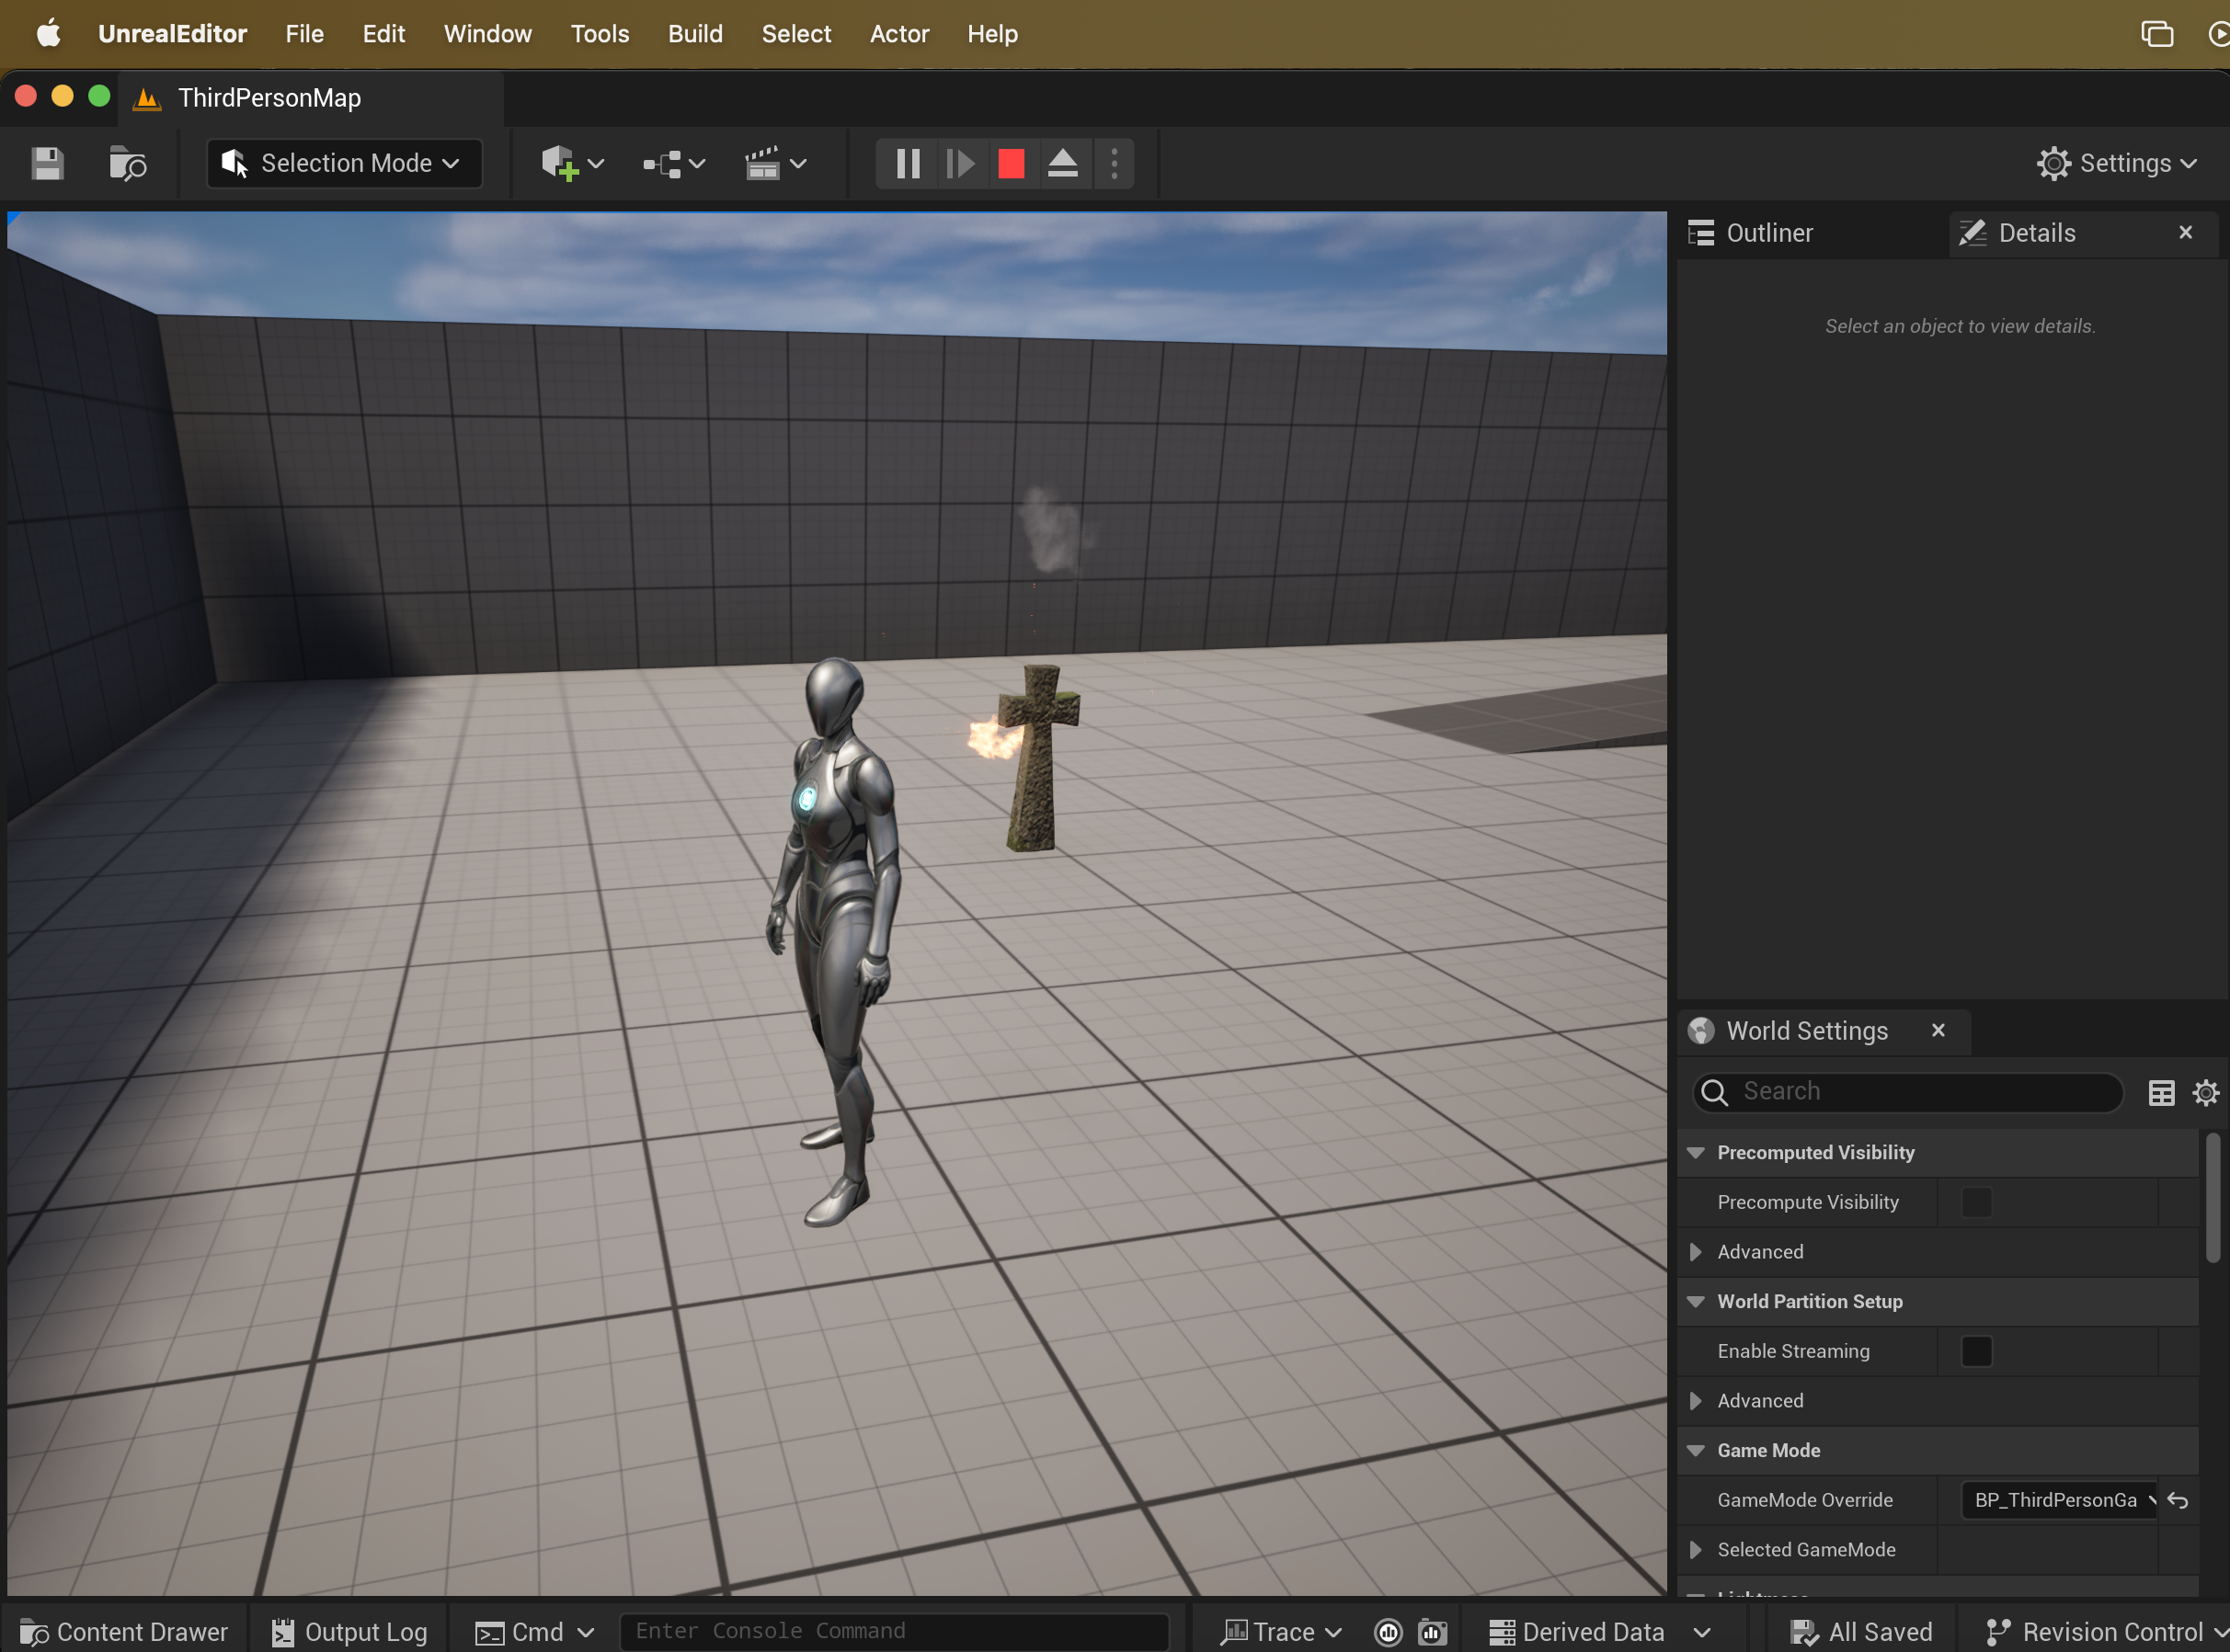 UnrealEditor File Edit Window Tools Build Select Actor Help
ThirdPersonMap
Selection Mode
Settings
Outliner
Details
Select an object to view details.
World Settings
Search
Precomputed Visibility
Precompute Visibility
Advanced
World Partition Setup
Enable Streaming
Advanced
Game Mode
GameMode Override
BP_ThirdPersonGa
Selected GameMode
Content Drawer
Output Log
Cmd
Enter Console Command
Trace
Derived Data
All Saved
Revision Control